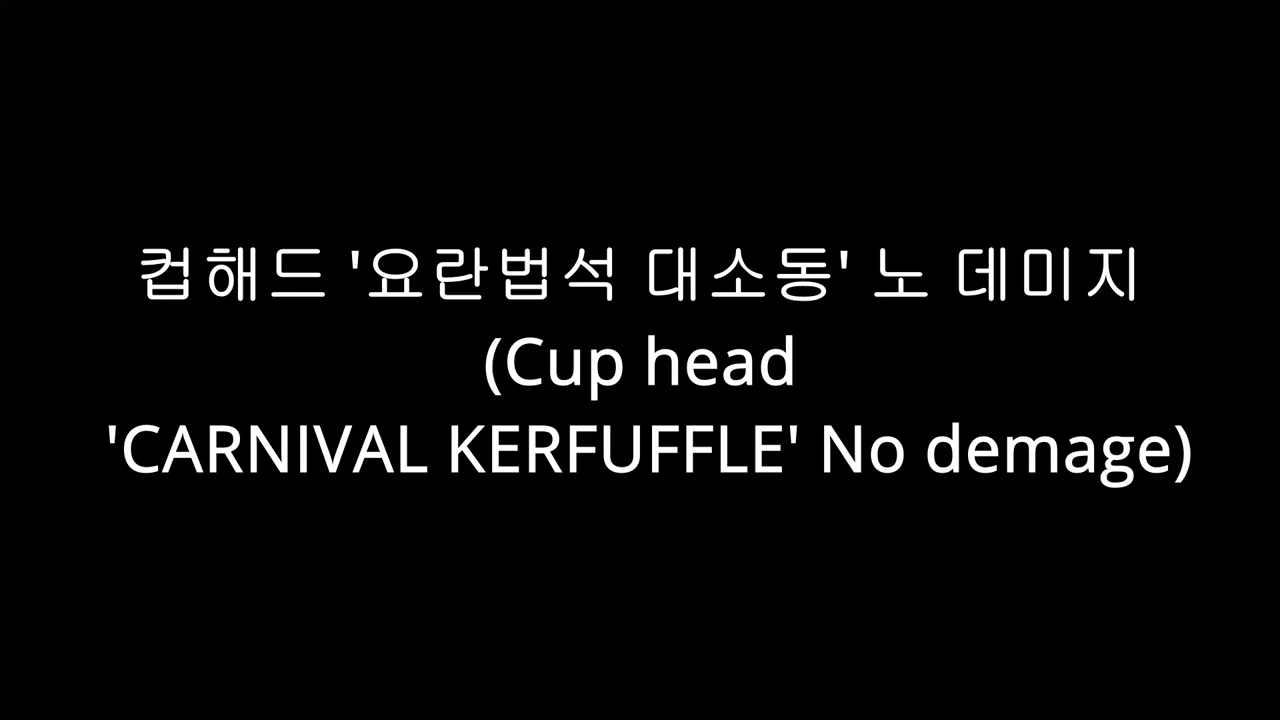 컵해드 '요란법석 대소동' 노 데미지
(Cup head
'CARNIVAL KERFUFFLE' No demage)